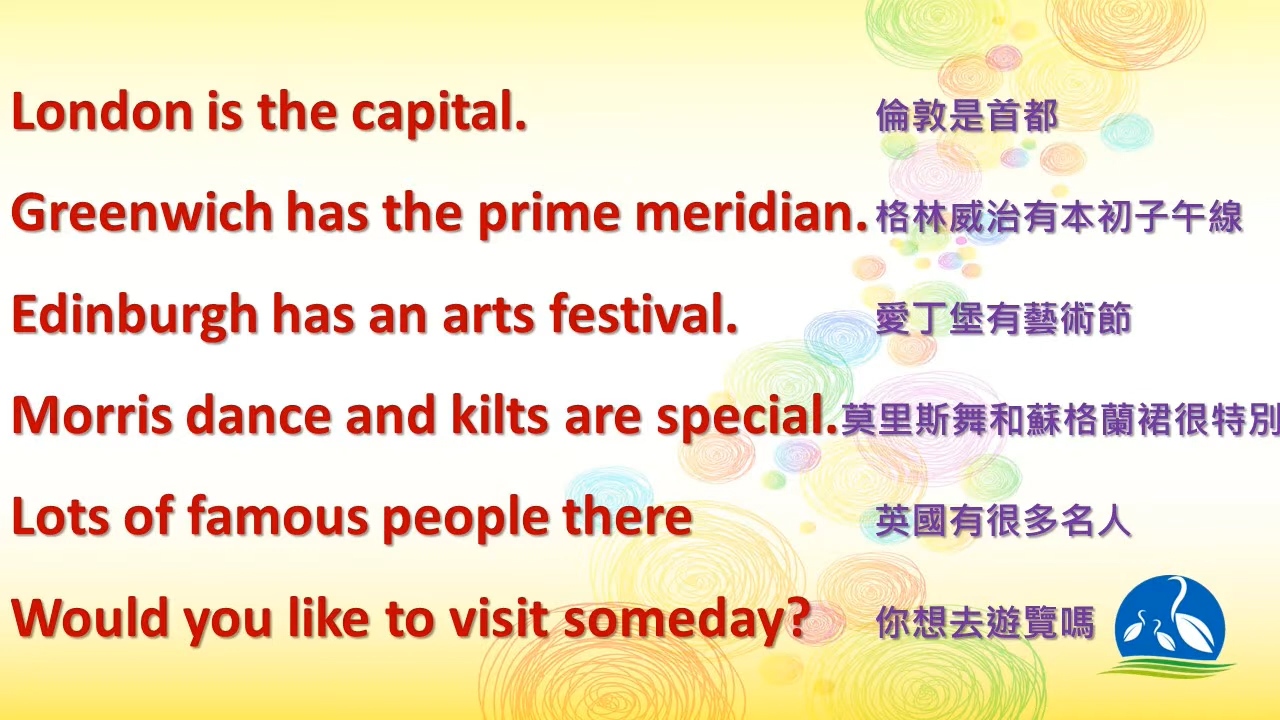 London is the capital. 倫敦是首都
Greenwich has the prime meridian. 格林威治有本初子午線
Edinburgh has an arts festival. 愛丁堡有藝術節
Morris dance and kilts are special. 莫里斯舞和蘇格蘭裙很特別
Lots of famous people there 英國有很多名人
Would you like to visit someday? 你想去遊覽嗎